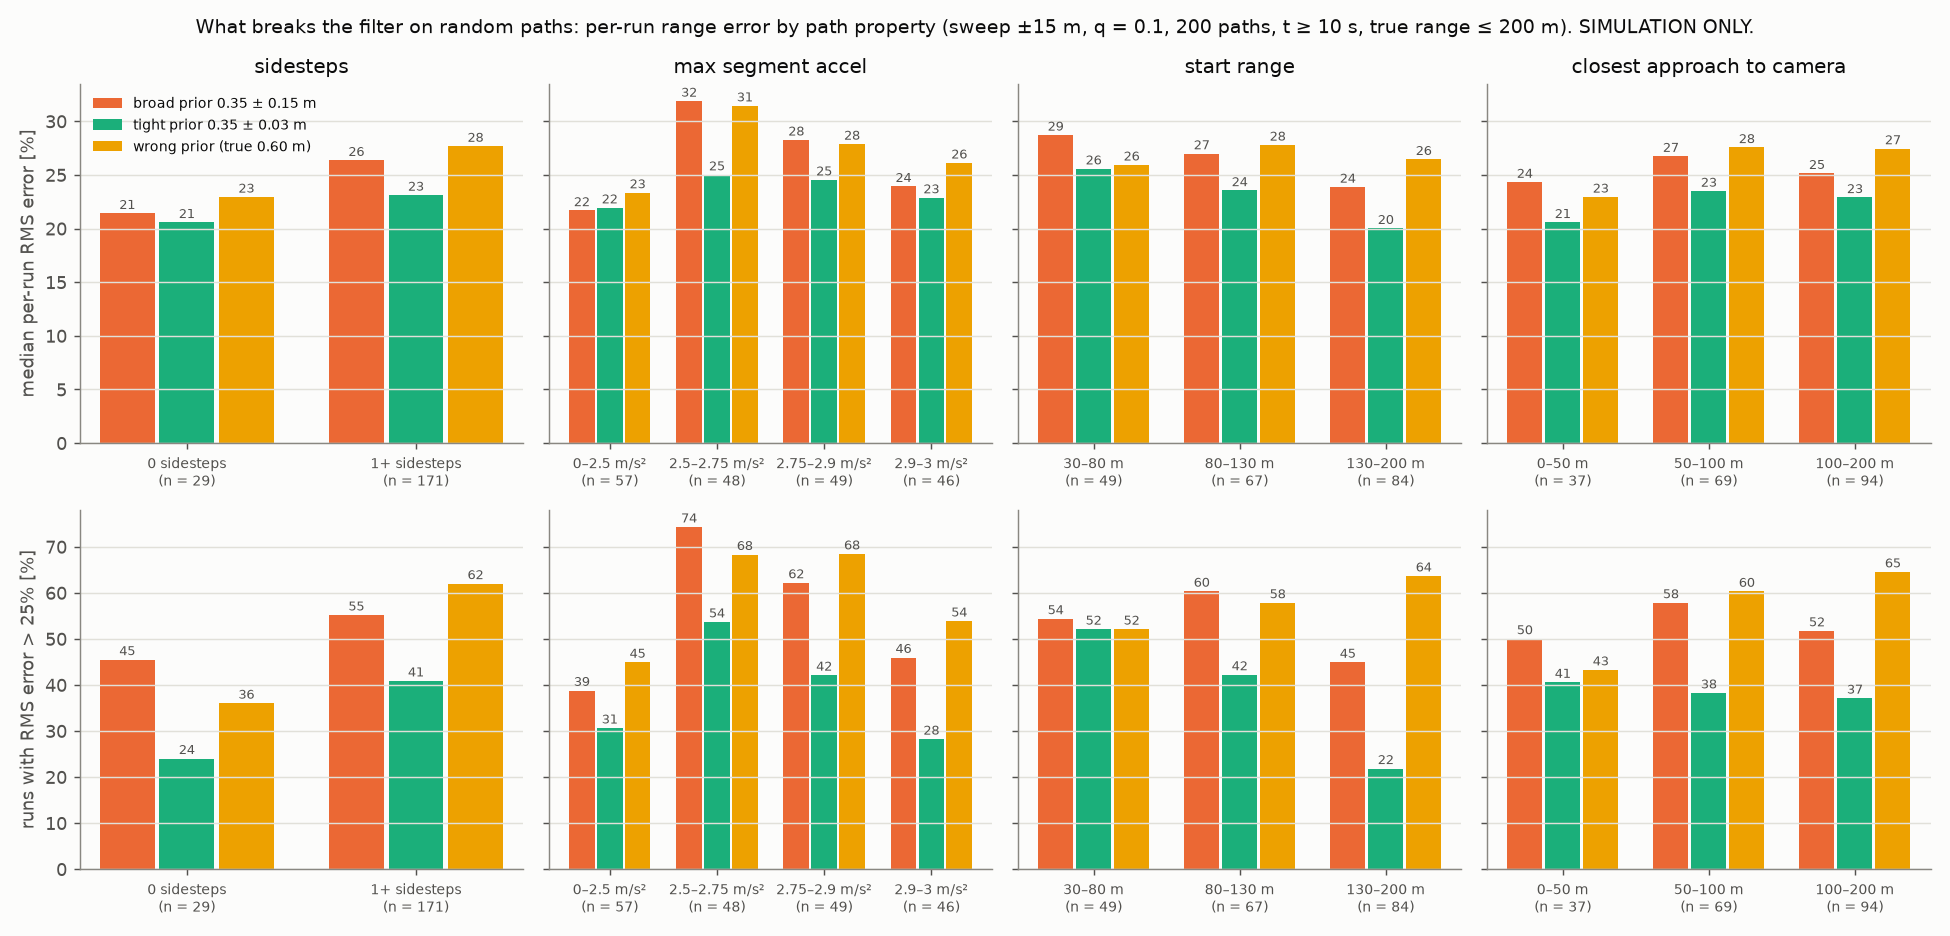 What breaks the filter on random paths: per-run range error by path property (sweep ±15 m, q = 0.1, 200 paths, t ≥ 10 s, true range ≤ 200 m). SIMULATION ONLY.
sidesteps
median per-run RMS error [%]
30
25
20
15
10
5
0
broad prior 0.35 ± 0.15 m
tight prior 0.35 ± 0.03 m
wrong prior (true 0.60 m)
21 21 23 26 23 28
0 sidesteps 1+ sidesteps
(n = 29) (n = 171)
max segment accel
22 22 23 32 25 31 28 25 28 24 23 26
0–2.5 m/s² 2.5–2.75 m/s² 2.75–2.9 m/s² 2.9–3 m/s²
(n = 57) (n = 48) (n = 49) (n = 46)
start range
29 26 26 27 24 28 24 20 26
30–80 m 80–130 m 130–200 m
(n = 49) (n = 67) (n = 84)
closest approach to camera
24 21 23 27 23 28 25 23 27
0–50 m 50–100 m 100–200 m
(n = 37) (n = 69) (n = 94)
runs with RMS error > 25% [%]
70
60
50
40
30
20
10
0
45 24 36 55 41 62
0 sidesteps 1+ sidesteps
(n = 29) (n = 171)
39 31 45 74 54 68 62 42 68 46 28 54
0–2.5 m/s² 2.5–2.75 m/s² 2.75–2.9 m/s² 2.9–3 m/s²
(n = 57) (n = 48) (n = 49) (n = 46)
54 52 52 60 42 58 45 22 64
30–80 m 80–130 m 130–200 m
(n = 49) (n = 67) (n = 84)
50 41 43 58 38 60 52 37 65
0–50 m 50–100 m 100–200 m
(n = 37) (n = 69) (n = 94)